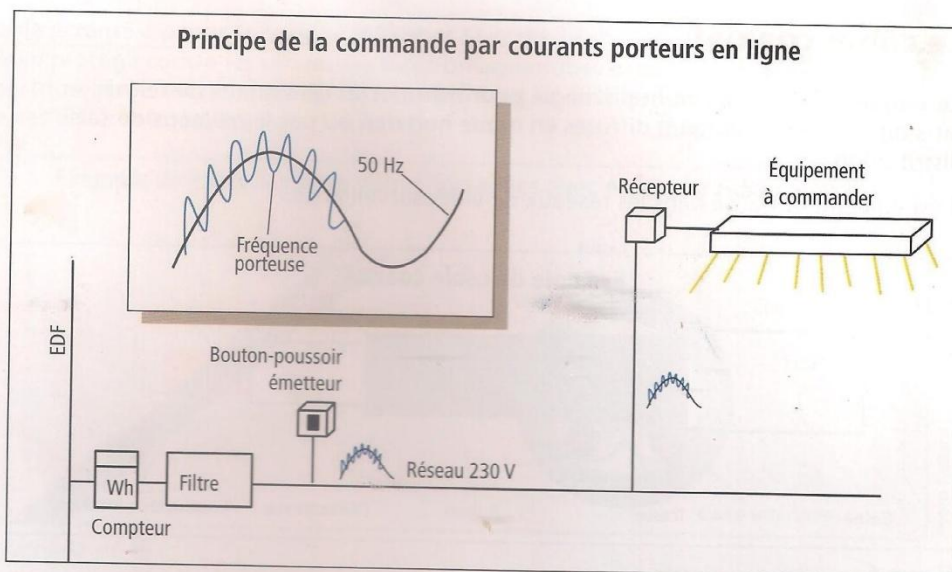 Principe de la commande par courants porteurs en ligne
50 Hz
Fréquence
porteuse
Récepteur
Équipement
à commander
EDF
Bouton-poussoir
émetteur
Réseau 230 V
Wh
Filtre
Compteur